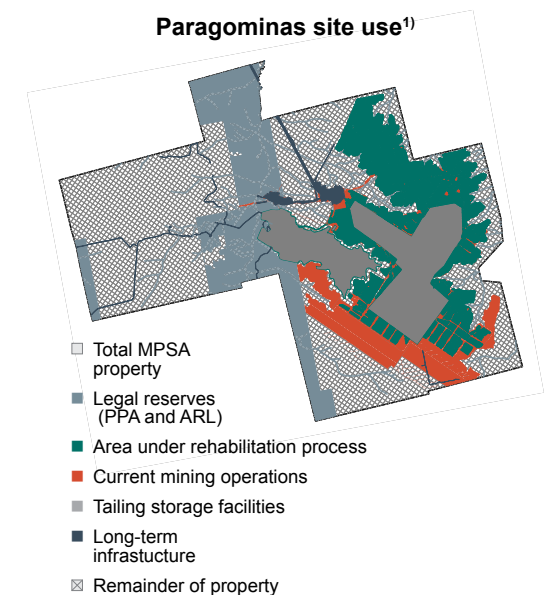 Paragominas site use1)
Total MPSA
property
Legal reserves
(PPA and ARL)
Area under rehabilitation process
Current mining operations
Tailing storage facilities
Long-term
infrastucture
Remainder of property